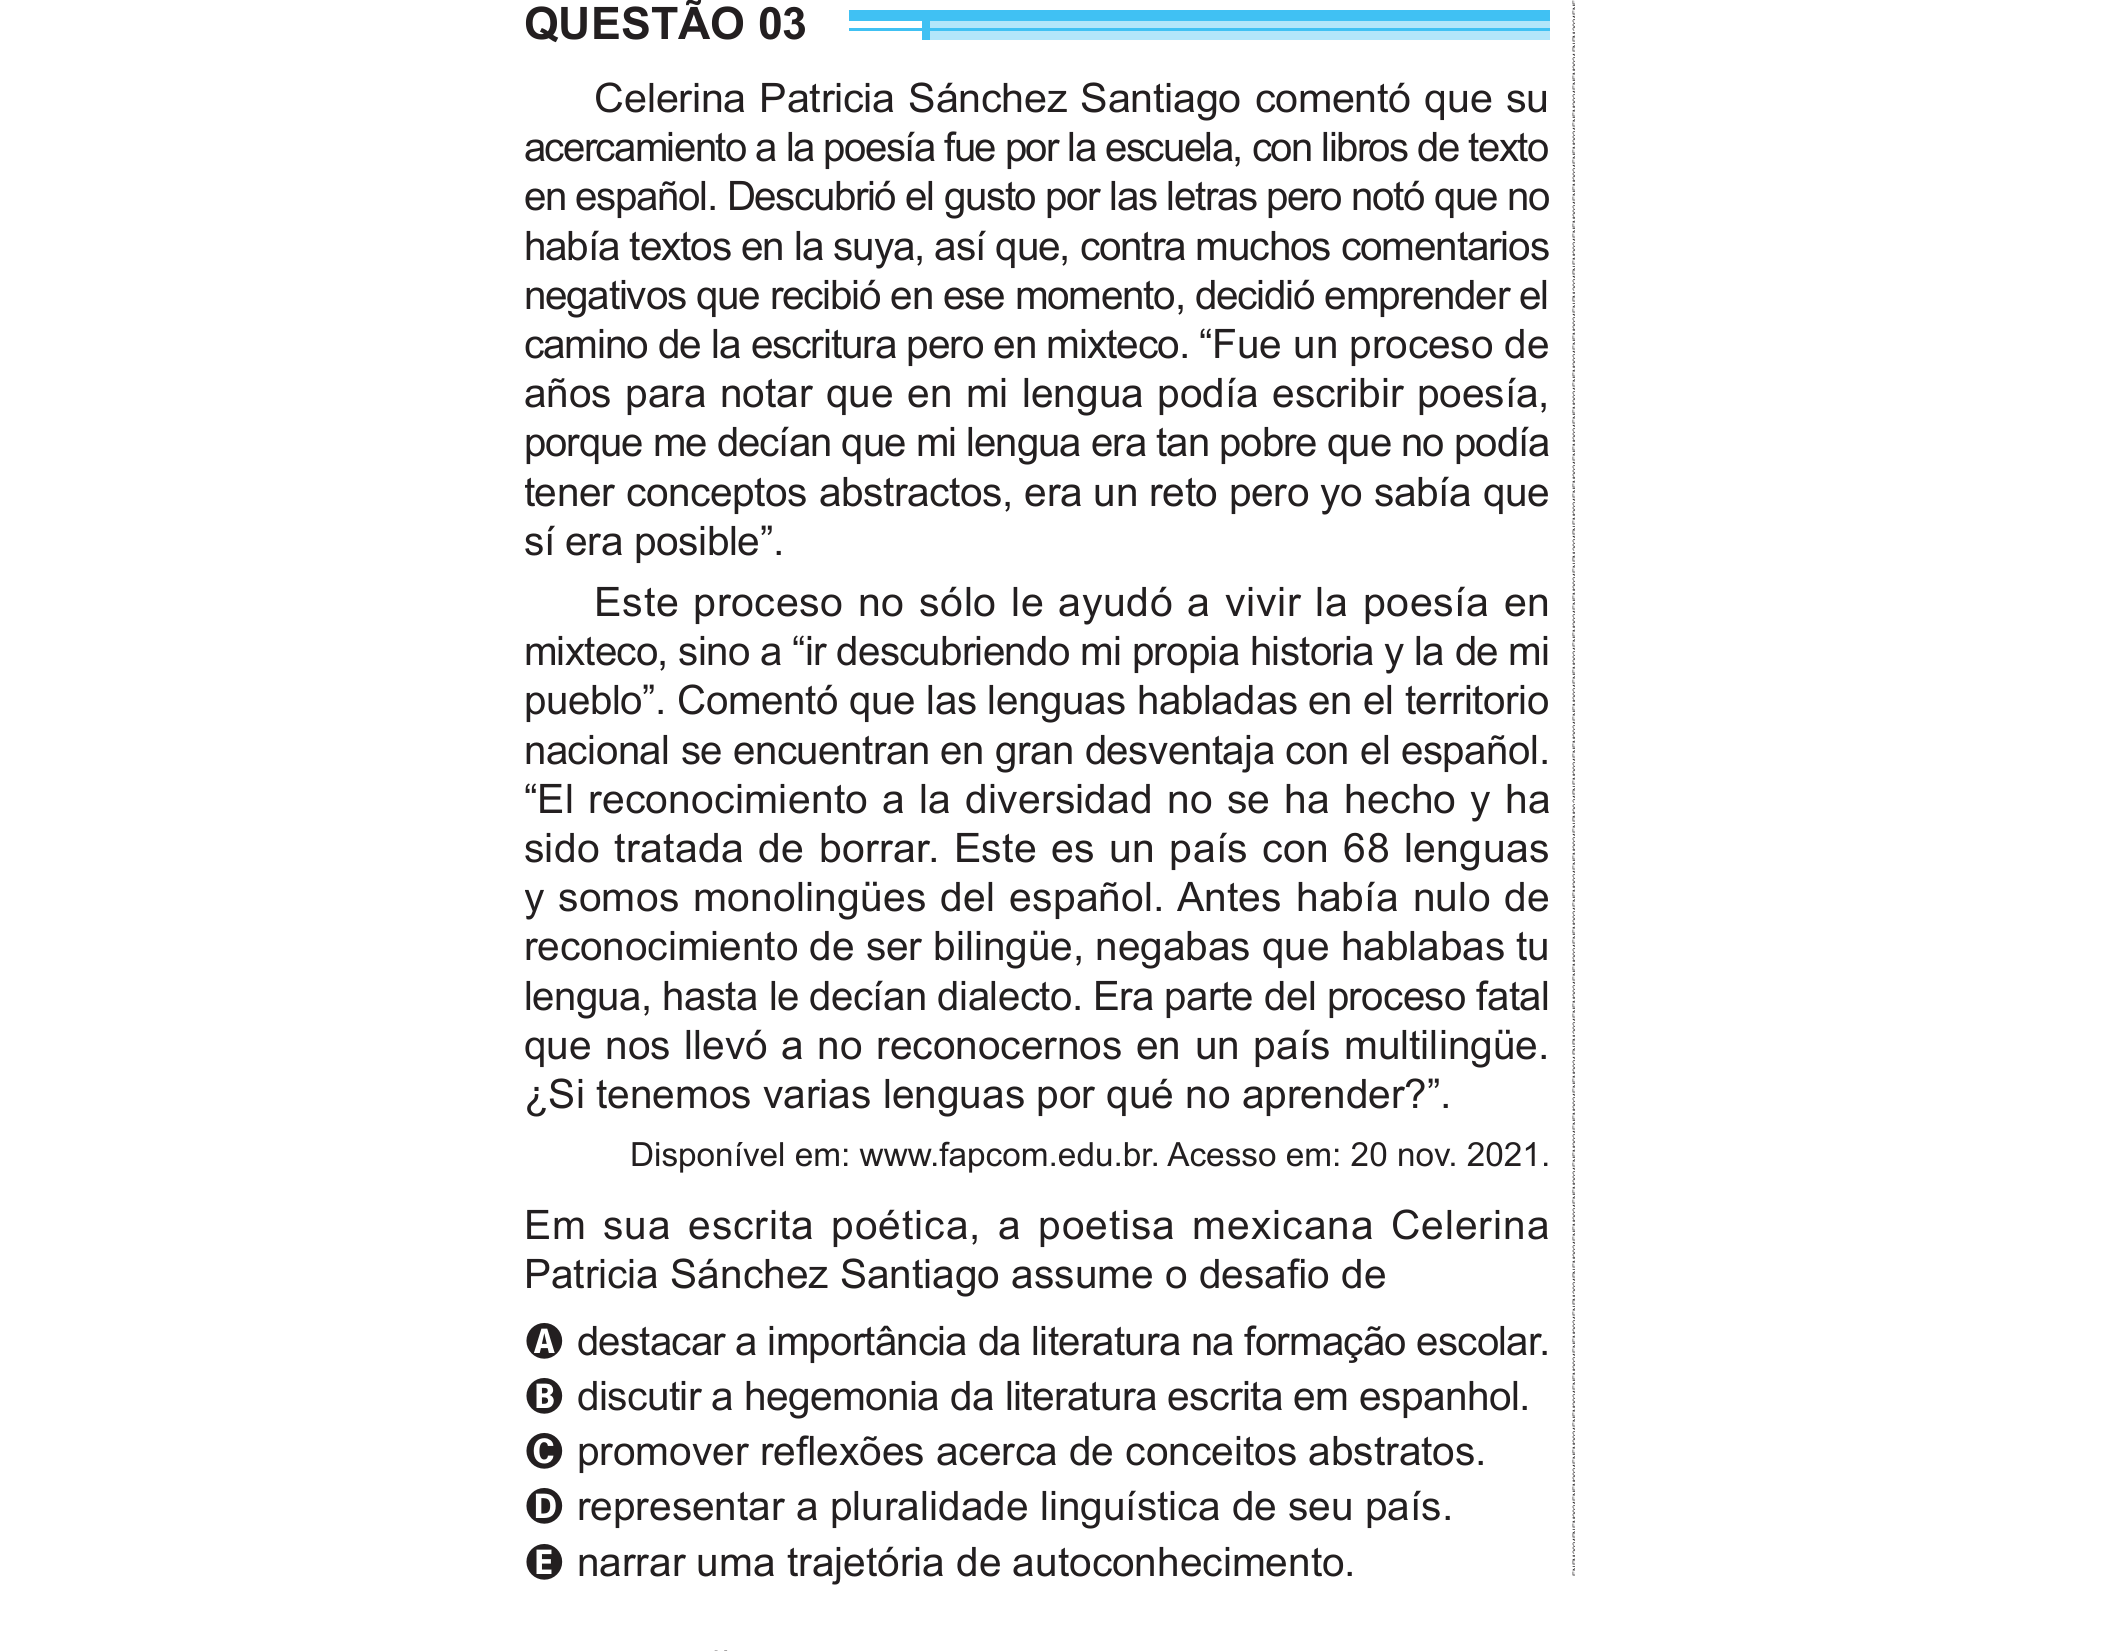 QUESTÃO 03
Celerina Patricia Sánchez Santiago comentó que su
acercamiento a la poesía fue por la escuela, con libros de texto
en español. Descubrió el gusto por las letras pero notó que no
había textos en la suya, así que, contra muchos comentarios
negativos que recibió en ese momento, decidió emprender el
camino de la escritura pero en mixteco. “Fue un proceso de
años para notar que en mi lengua podía escribir poesía,
porque me decían que mi lengua era tan pobre que no podía
tener conceptos abstractos, era un reto pero yo sabía que
sí era posible”.
Este proceso no sólo le ayudó a vivir la poesía en
mixteco, sino a “ir descubriendo mi propia historia y la de mi
pueblo”. Comentó que las lenguas habladas en el territorio
nacional se encuentran en gran desventaja con el español.
“El reconocimiento a la diversidad no se ha hecho y ha
sido tratada de borrar. Este es un país con 68 lenguas
y somos monolingües del español. Antes había nulo de
reconocimiento de ser bilingüe, negabas que hablabas tu
lengua, hasta le decían dialecto. Era parte del proceso fatal
que nos llevó a no reconocernos en un país multilingüe.
¿Si tenemos varias lenguas por qué no aprender?”.
Disponível em: www.fapcom.edu.br. Acesso em: 20 nov. 2021.
Em sua escrita poética, a poetisa mexicana Celerina
Patricia Sánchez Santiago assume o desafio de
A destacar a importância da literatura na formação escolar.
B discutir a hegemonia da literatura escrita em espanhol.
C promover reflexões acerca de conceitos abstratos.
D representar a pluralidade linguística de seu país.
E narrar uma trajetória de autoconhecimento.